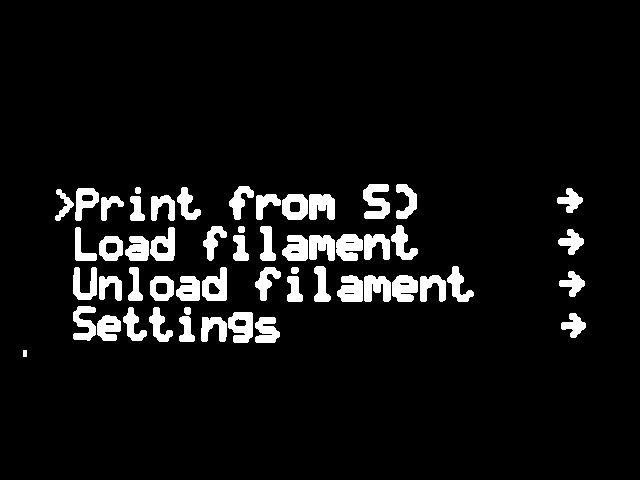 >Print from SD →
Load filament →
Unload filament →
Settings →